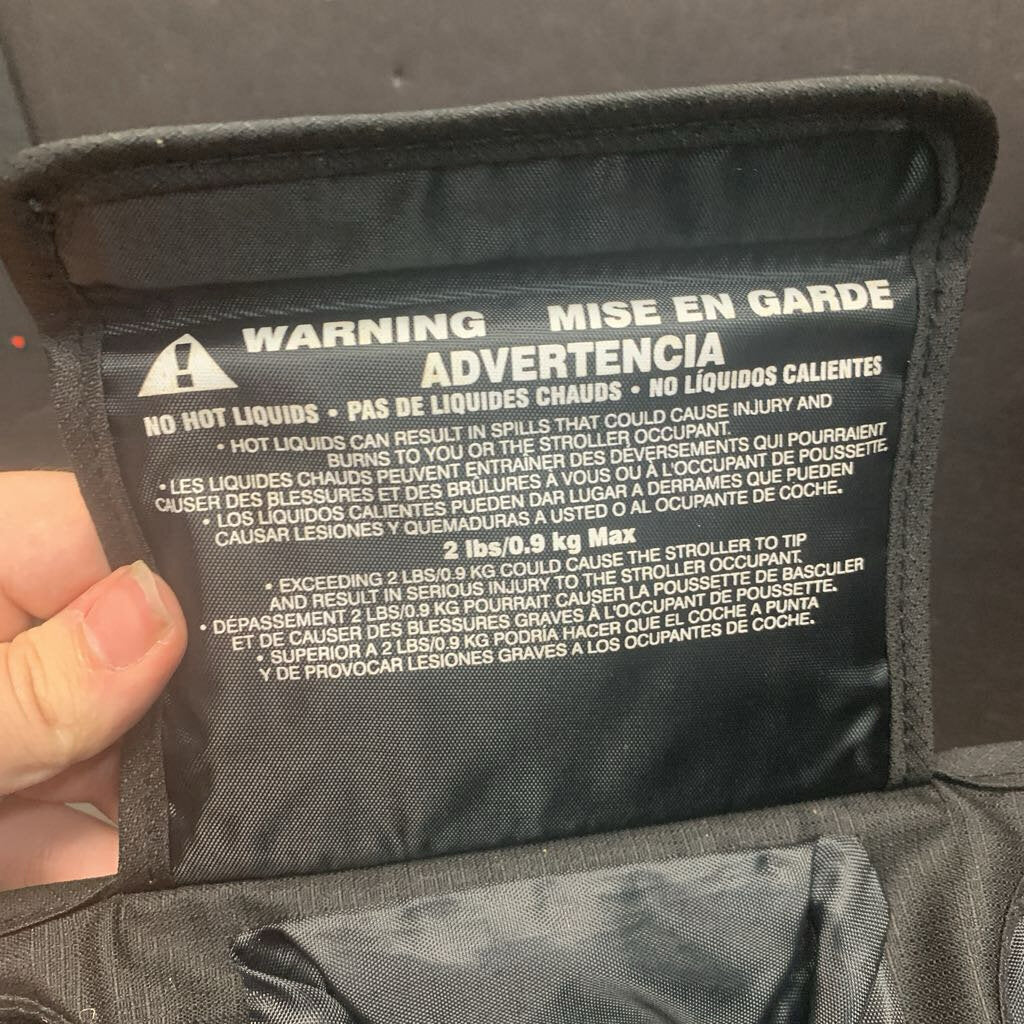 WARNING MISE EN GARDE
ADVERTENCIA
NO HOT LIQUIDS • PAS DE LIQUIDES CHAUDS • NO LÍQUIDOS CALIENTES
• HOT LIQUIDS CAN RESULT IN SPILLS THAT COULD CAUSE INJURY AND
BURNS TO YOU OR THE STROLLER OCCUPANT.
• LES LIQUIDES CHAUDS PEUVENT ENTRAÎNER DES DÉVERSEMENTS QUI POURRAIENT
CAUSER DES BLESSURES ET DES BRÛLURES À VOUS OU À L'OCCUPANT DE POUSSETTE.
• LOS LÍQUIDOS CALIENTES PUEDEN DAR LUGAR A DERRAMES QUE PUEDEN
CAUSAR LESIONES Y QUEMADURAS A USTED O AL OCUPANTE DE COCHE.
2 lbs/0.9 kg Max
• EXCEEDING 2 LBS/0.9 KG COULD CAUSE THE STROLLER TO TIP
AND RESULT IN SERIOUS INJURY TO THE STROLLER OCCUPANT.
• DÉPASSEMENT 2 LBS/0.9 KG POURRAIT CAUSER LA POUSSETTE DE BASCULER
ET DE CAUSER DES BLESSURES GRAVES À L'OCCUPANT DE POUSSETTE.
• SUPERIOR A 2 LBS/0.9 KG PODRIA HACER QUE EL COCHE A PUNTA
Y DE PROVOCAR LESIONES GRAVES A LOS OCUPANTES DE COCHE.